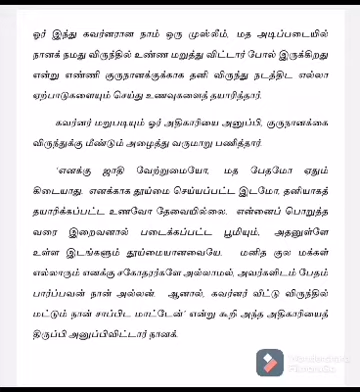 ஓர் இந்து கவர்னரான நாம் ஒரு முஸ்லீம், மத அடிப்படையில்
நானக் நமது விருந்தில் உண்ண மறுத்து விட்டார் போல் இருக்கிறது
என்று எண்ணி குருநானக்குக்காக தனி விருந்து நடத்திட எல்லா
ஏற்பாடுகளையும் செய்து உணவுகளைத் தயாரித்தார்.
கவர்னர் மறுபடியும் ஓர் அதிகாரியை அனுப்பி, குருநானக்கை
விருந்துக்கு மீண்டும் அழைத்து வருமாறு பணித்தார்.
'எனக்கு ஜாதி வேற்றுமையோ, மத பேதமோ ஏதும்
கிடையாது. எனக்காக தூய்மை செய்யப்பட்ட இடமோ, தனியாகத்
தயாரிக்கப்பட்ட உணவோ தேவையில்லை. என்னைப் பொறுத்த
வரை இறைவனால் படைக்கப்பட்ட பூமியும், அதனுள்ளே
உள்ள இடங்களும் தூய்மையானவையே. மனித குல மக்கள்
எல்லாரும் எனக்கு சகோதரர்களே அல்லாமல், அவர்களிடம் பேதம்
பார்ப்பவன் நான் அல்லன். ஆனால், கவர்னர் விட்டு விருந்தில்
மட்டும் நான் சாப்பிட மாட்டேன்' என்று கூறி அந்த அதிகாரியைத்
திருப்பி அனுப்பிவிட்டார் நானக்.
Wondershare
Filmora